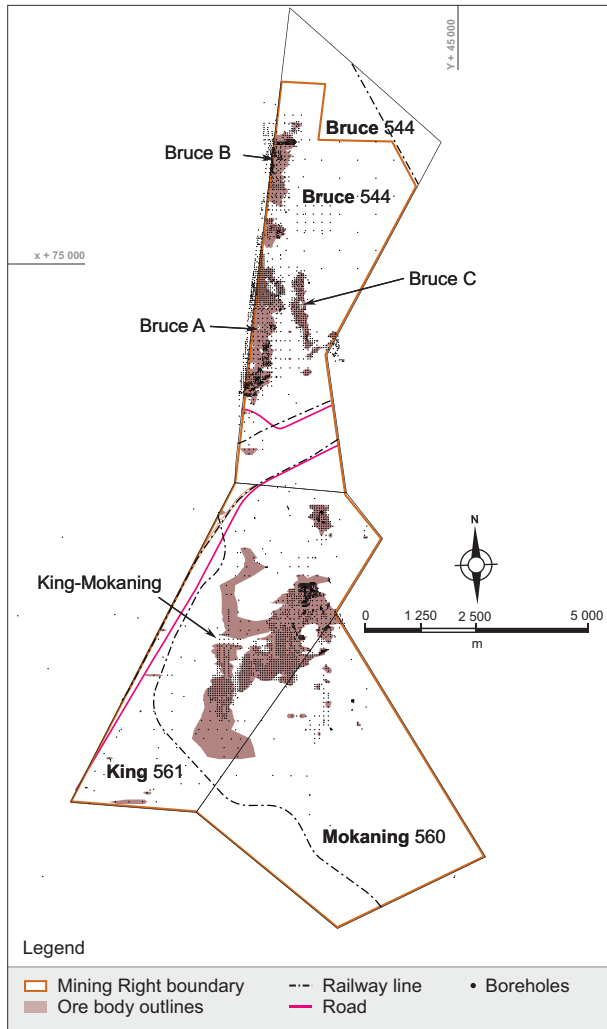 Y + 45 000
Bruce 544
Bruce B
Bruce 544
x + 75 000
Bruce C
Bruce A
N
King-Mokaning
0 1 250 2 500 5 000
m
King 561
Mokaning 560
Legend
Mining Right boundary Railway line Boreholes
Ore body outlines Road